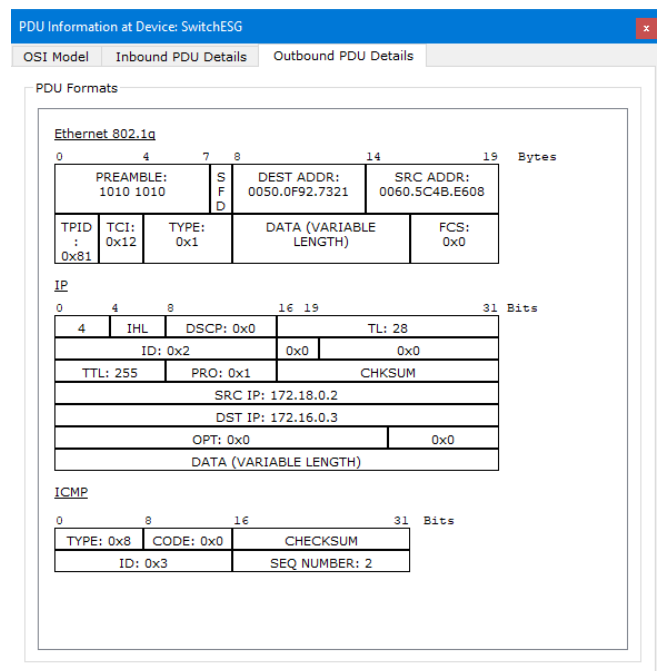 PDU Information at Device: SwitchESG
x
OSI Model Inbound PDU Details Outbound PDU Details
PDU Formats
Ethernet 802.1q
0 4 7 8 14 19 Bytes
PREAMBLE: 1010 1010
SFD
DEST ADDR: 0050.0F92.7321
SRC ADDR: 0060.5C4B.E608
TPID: 0x81
TCI: 0x12
TYPE: 0x1
DATA (VARIABLE LENGTH)
FCS: 0x0
IP
0 4 8 16 19 31 Bits
4 IHL DSCP: 0x0 TL: 28
ID: 0x2 0x0 0x0
TTL: 255 PRO: 0x1 CHKSUM
SRC IP: 172.18.0.2
DST IP: 172.16.0.3
OPT: 0x0 0x0
DATA (VARIABLE LENGTH)
ICMP
0 8 16 31 Bits
TYPE: 0x8 CODE: 0x0 CHECKSUM
ID: 0x3 SEQ NUMBER: 2